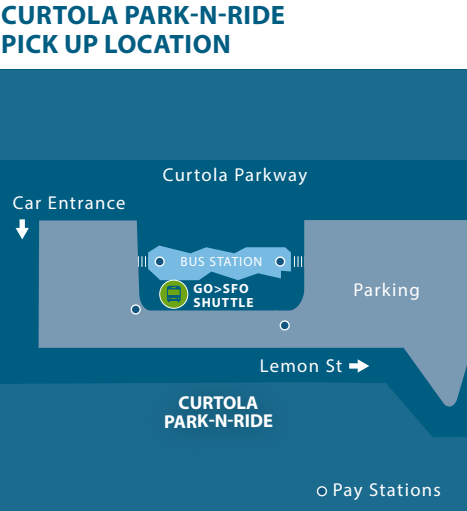 CURTOLA PARK-N-RIDE
PICK UP LOCATION
Curtola Parkway
Car Entrance
BUS STATION
GO>SFO
SHUTTLE
Parking
Lemon St
CURTOLA
PARK-N-RIDE
Pay Stations